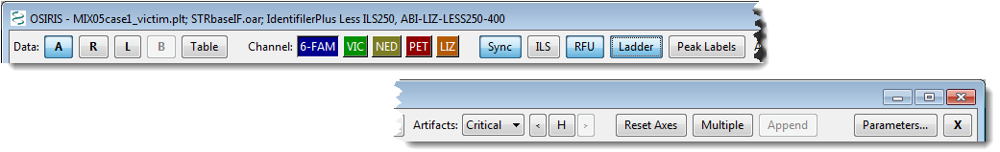 OSIRIS - MIX05case1_victim.plt; STRbaseIF.oar; IdentifilerPlus Less ILS250, ABI-LIZ-LESS250-400
Data: A R L B Table Channel: 6-FAM VIC NED PET LIZ Sync ILS RFU Ladder Peak Labels A
Artifacts: Critical < H > Reset Axes Multiple Append Parameters... X